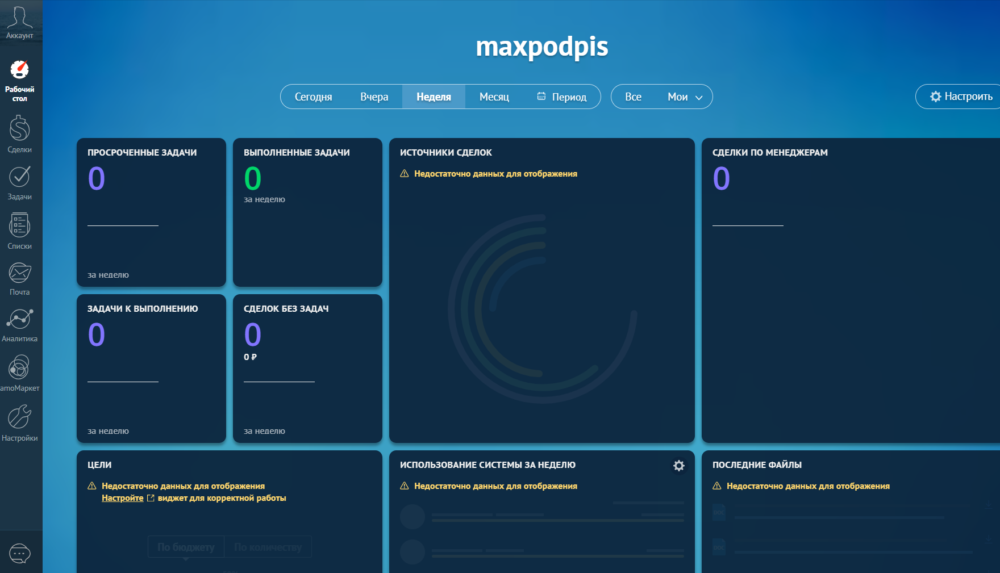 Аккаунт
Рабочий
стол
Сделки
Задачи
Списки
Почта
Аналитика
amoМаркет
Настройки
maxpodpis
Сегодня Вчера Неделя Месяц Период Все Мои Настроить
ПРОСРОЧЕННЫЕ ЗАДАЧИ
0
за неделю
ВЫПОЛНЕННЫЕ ЗАДАЧИ
0
за неделю
ИСТОЧНИКИ СДЕЛОК
Недостаточно данных для отображения
СДЕЛКИ ПО МЕНЕДЖЕРАМ
0
ЗАДАЧИ К ВЫПОЛНЕНИЮ
0
за неделю
СДЕЛОК БЕЗ ЗАДАЧ
0
0 ₽
за неделю
ЦЕЛИ
Недостаточно данных для отображения
Настройте виджет для корректной работы
По бюджету По количеству
ИСПОЛЬЗОВАНИЕ СИСТЕМЫ ЗА НЕДЕЛЮ
Недостаточно данных для отображения
ПОСЛЕДНИЕ ФАЙЛЫ
Недостаточно данных для отображения
DOC
DOC